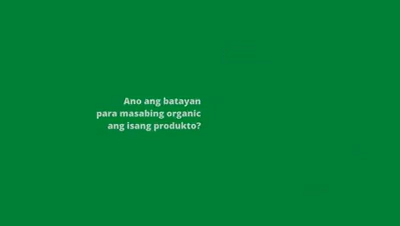 Ano ang batayan
para masabing organic
ang isang produkto?